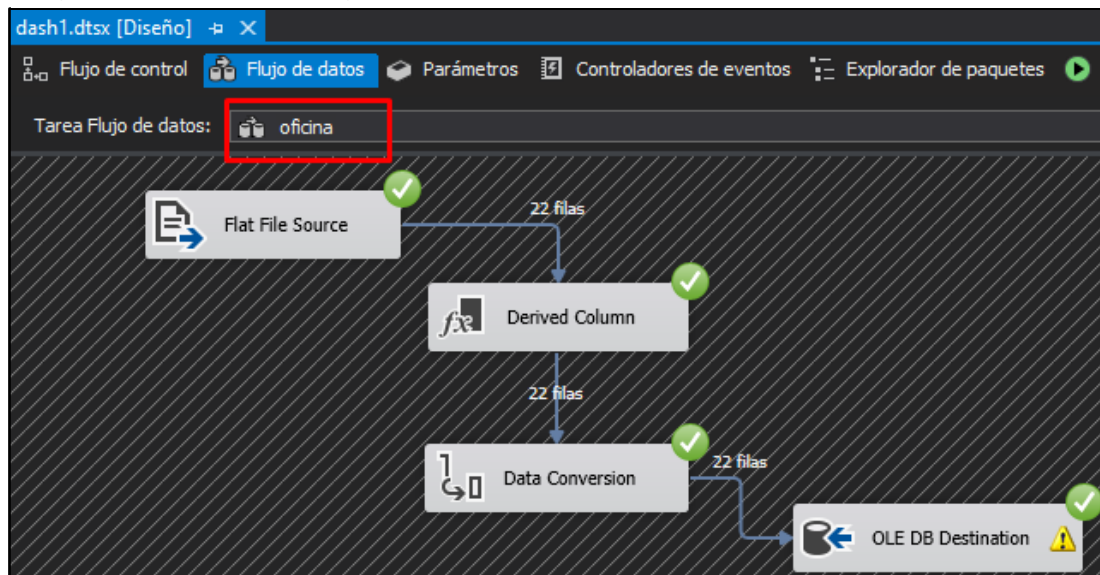 dash1.dtsx [Diseño]
Flujo de control Flujo de datos Parámetros Controladores de eventos Explorador de paquetes
Tarea Flujo de datos: oficina
Flat File Source
22 filas
Derived Column
22 filas
Data Conversion
22 filas
OLE DB Destination